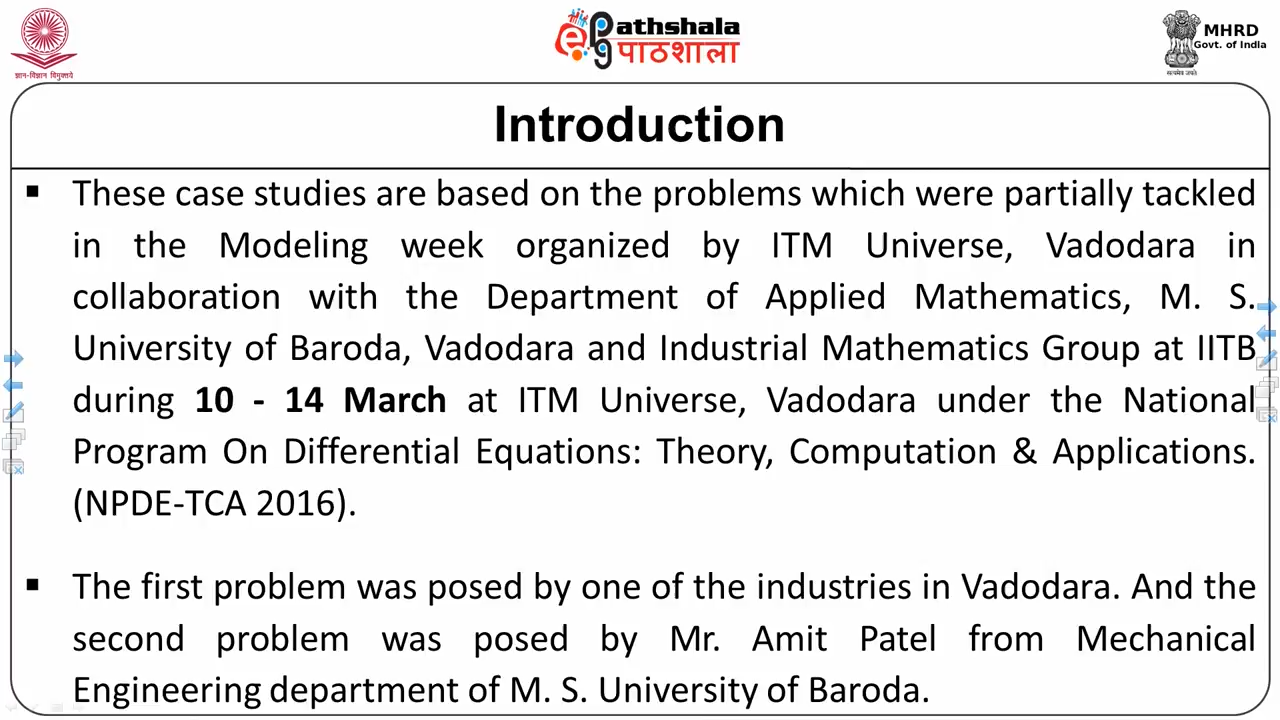 ज्ञान-विज्ञान विमुक्तये
ePathshala
पाठशाला
MHRD
Govt. of India
सत्यमेव जयते
Introduction
▪ These case studies are based on the problems which were partially tackled
in the Modeling week organized by ITM Universe, Vadodara in
collaboration with the Department of Applied Mathematics, M. S.
University of Baroda, Vadodara and Industrial Mathematics Group at IITB
during 10 - 14 March at ITM Universe, Vadodara under the National
Program On Differential Equations: Theory, Computation & Applications.
(NPDE-TCA 2016).
▪ The first problem was posed by one of the industries in Vadodara. And the
second problem was posed by Mr. Amit Patel from Mechanical
Engineering department of M. S. University of Baroda.